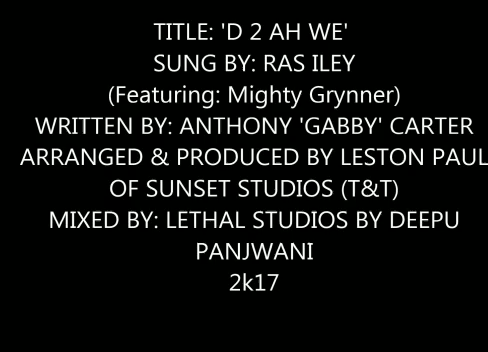 TITLE: 'D 2 AH WE'
SUNG BY: RAS ILEY
(Featuring: Mighty Grynner)
WRITTEN BY: ANTHONY 'GABBY' CARTER
ARRANGED & PRODUCED BY LESTON PAUL
OF SUNSET STUDIOS (T&T)
MIXED BY: LETHAL STUDIOS BY DEEPU
PANJWANI
2k17